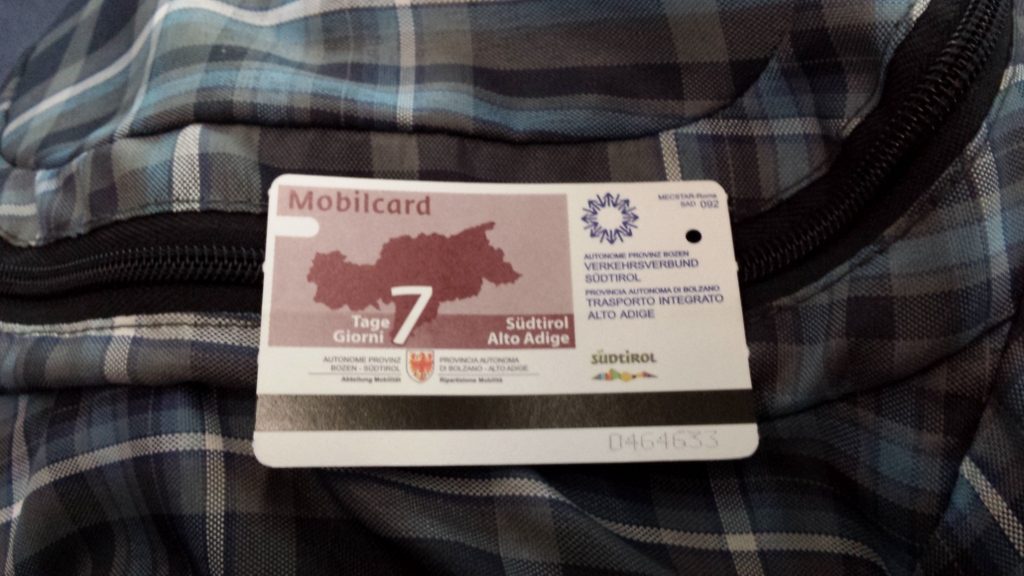 Mobilcard
7
Tage
Giorni
Südtirol
Alto Adige
AUTONOME PROVINZ
BOZEN - SÜDTIROL
Abteilung Mobilität
PROVINCIA AUTONOMA
DI BOLZANO - ALTO ADIGE
Ripartizione Mobilità
MECSTAR-Roma
SAD 092
AUTONOME PROVINZ BOZEN
VERKEHRSVERBUND
SÜDTIROL
PROVINCIA AUTONOMA DI BOLZANO
TRASPORTO INTEGRATO
ALTO ADIGE
SÜDTIROL
0464633